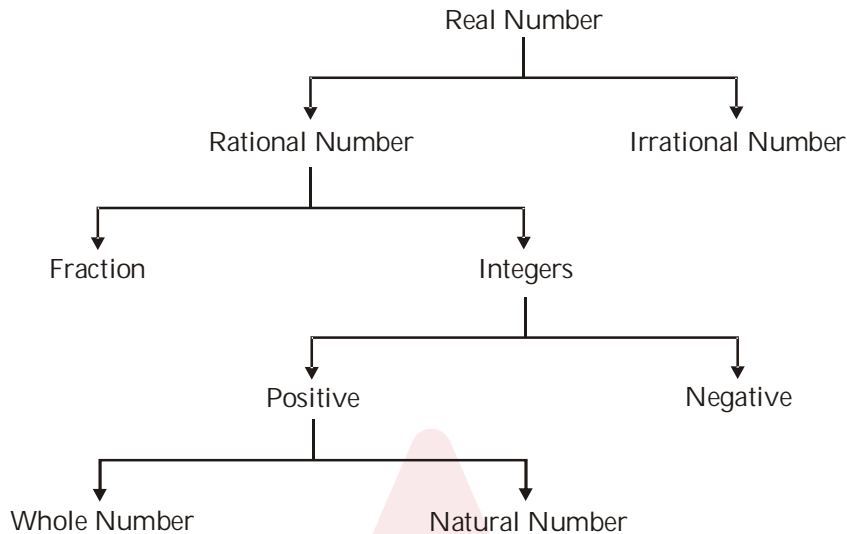 Real Number
Rational Number Irrational Number
Fraction Integers
Positive Negative
Whole Number Natural Number